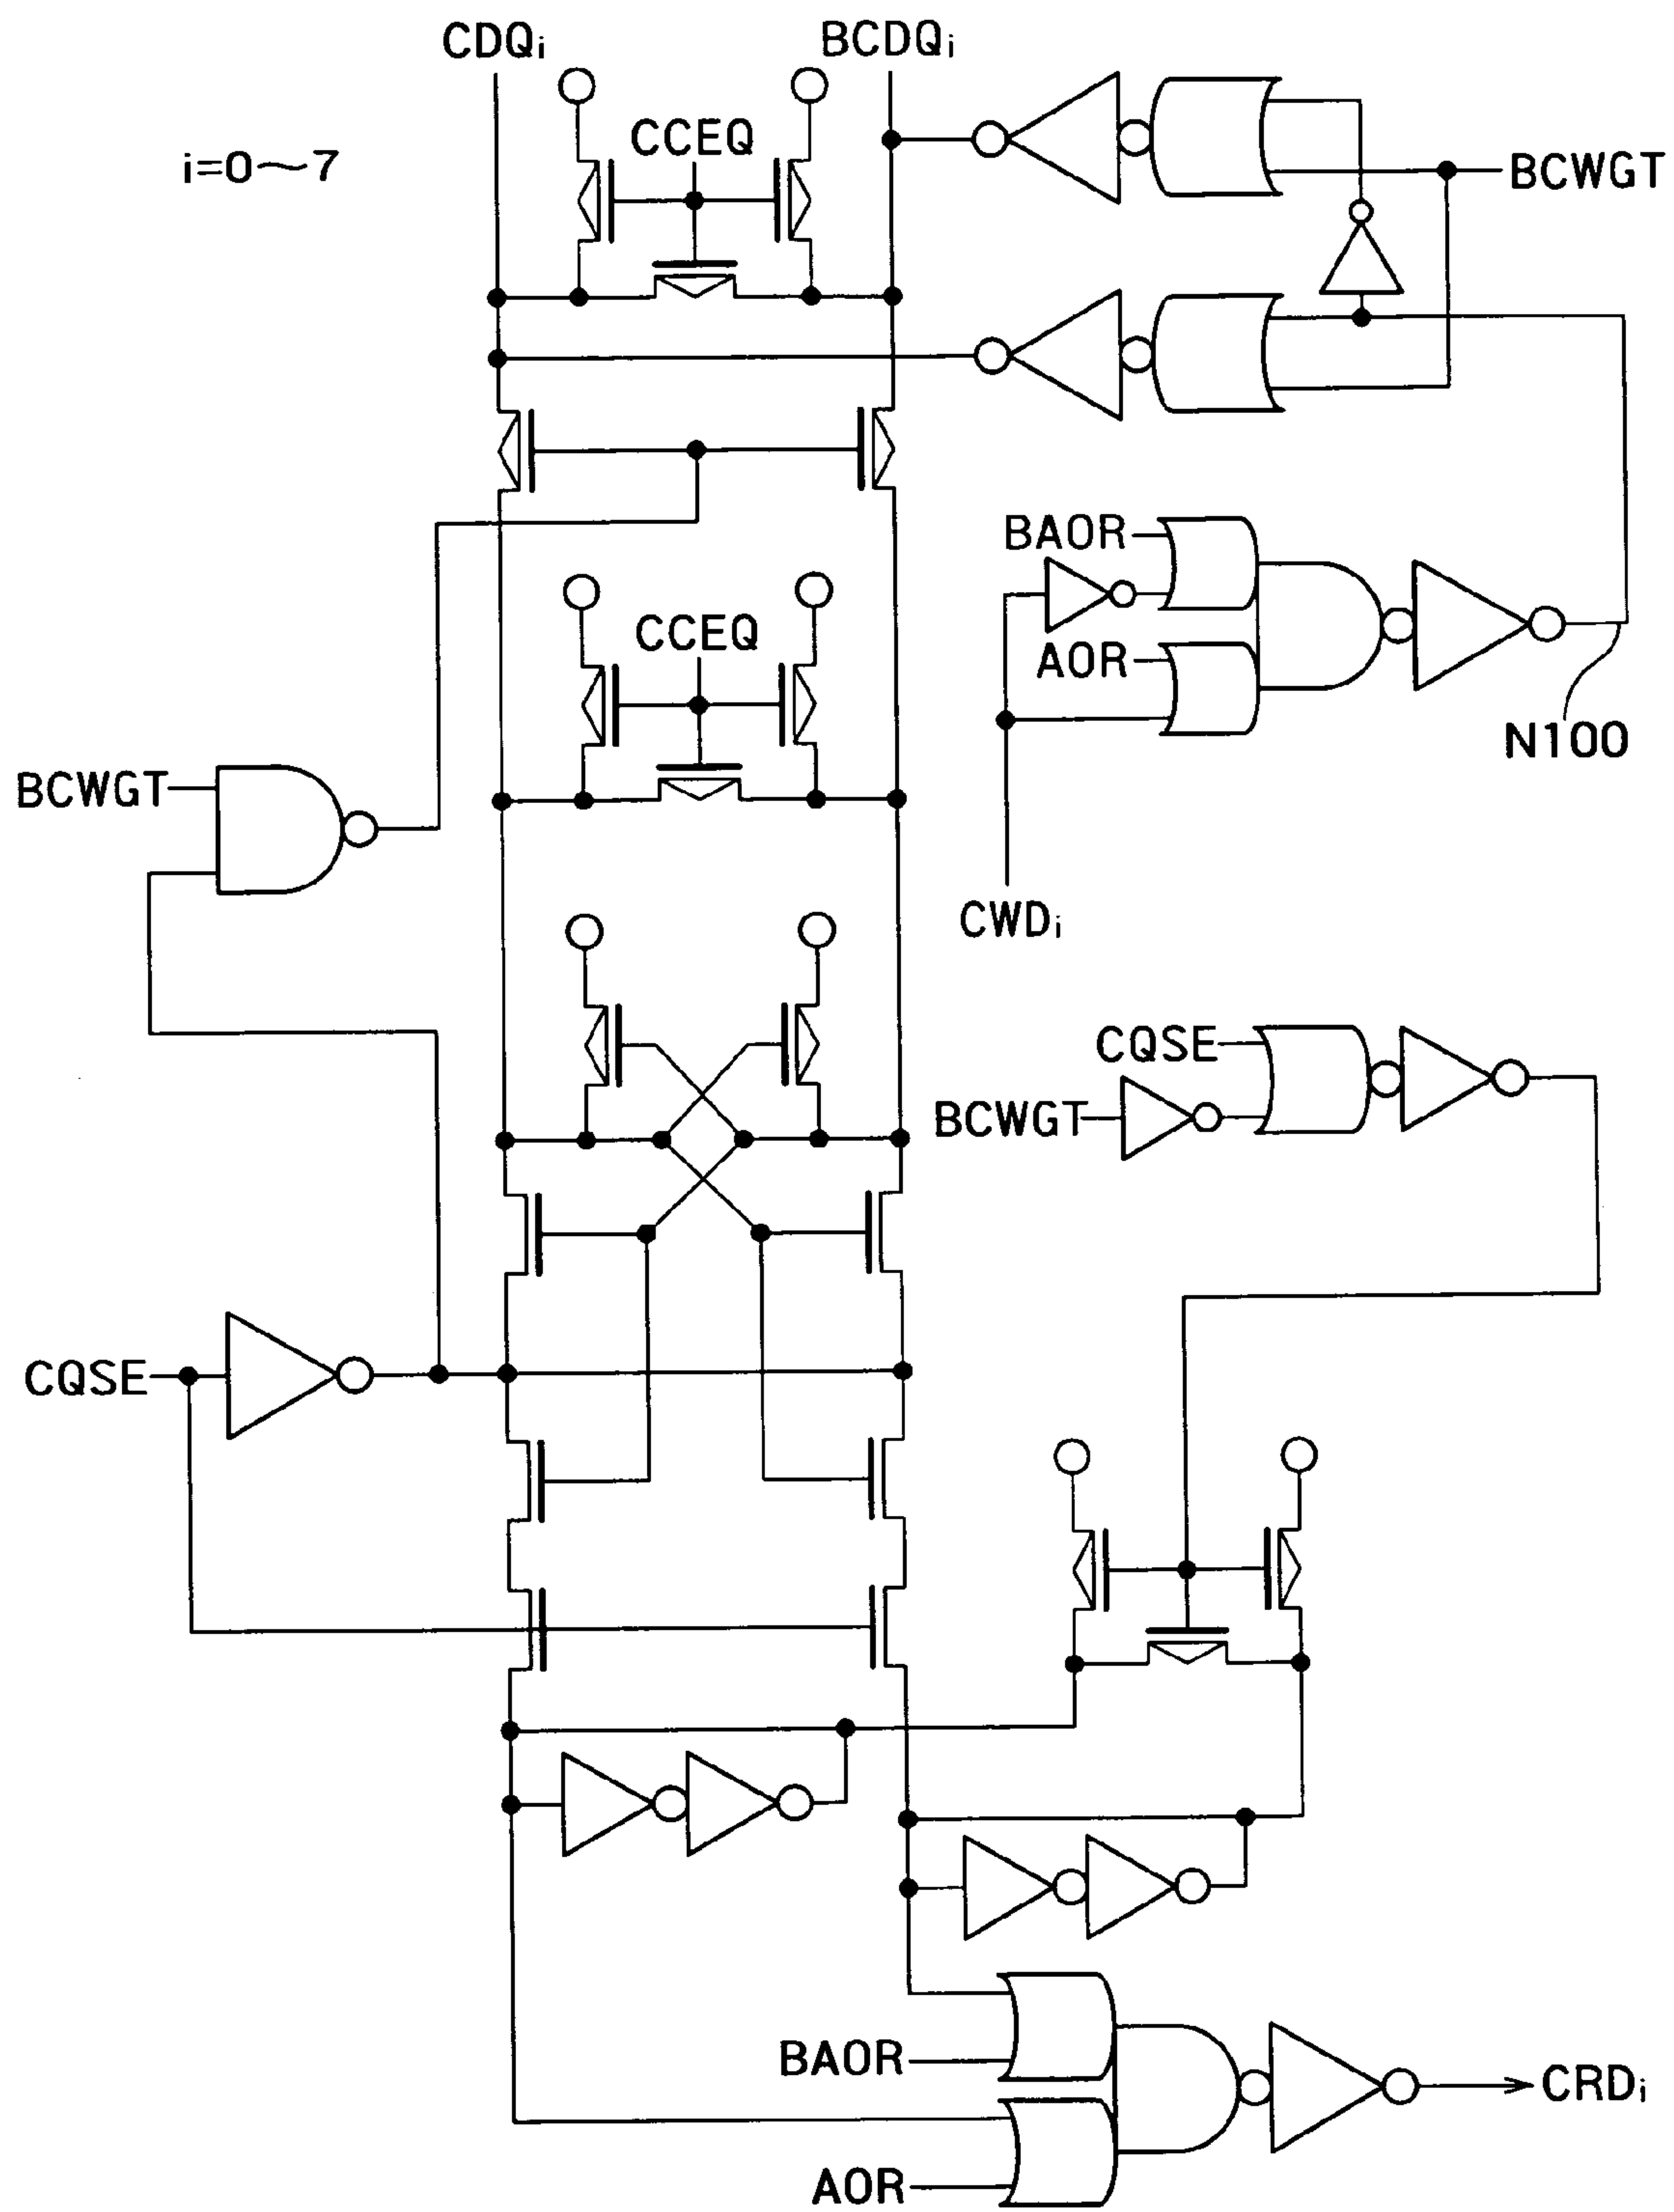 CDQi
BCDQi
CCEQ
i=0~7
BCWGT
BAOR
CCEQ
AOR
N100
BCWGT
CWDi
CQSE
BCWGT
CQSE
BAOR
CRDi
AOR